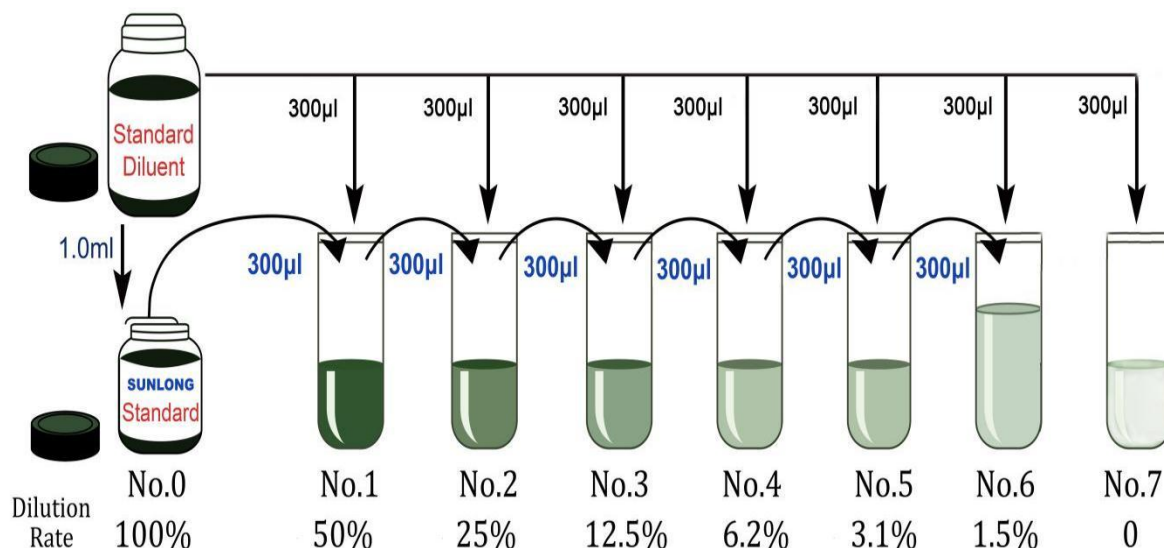 Standard
Diluent
300µl 300µl 300µl 300µl 300µl 300µl 300µl
1.0ml
300µl 300µl 300µl 300µl 300µl 300µl
SUNLONG
Standard
No.0 No.1 No.2 No.3 No.4 No.5 No.6 No.7
Dilution
Rate 100% 50% 25% 12.5% 6.2% 3.1% 1.5% 0